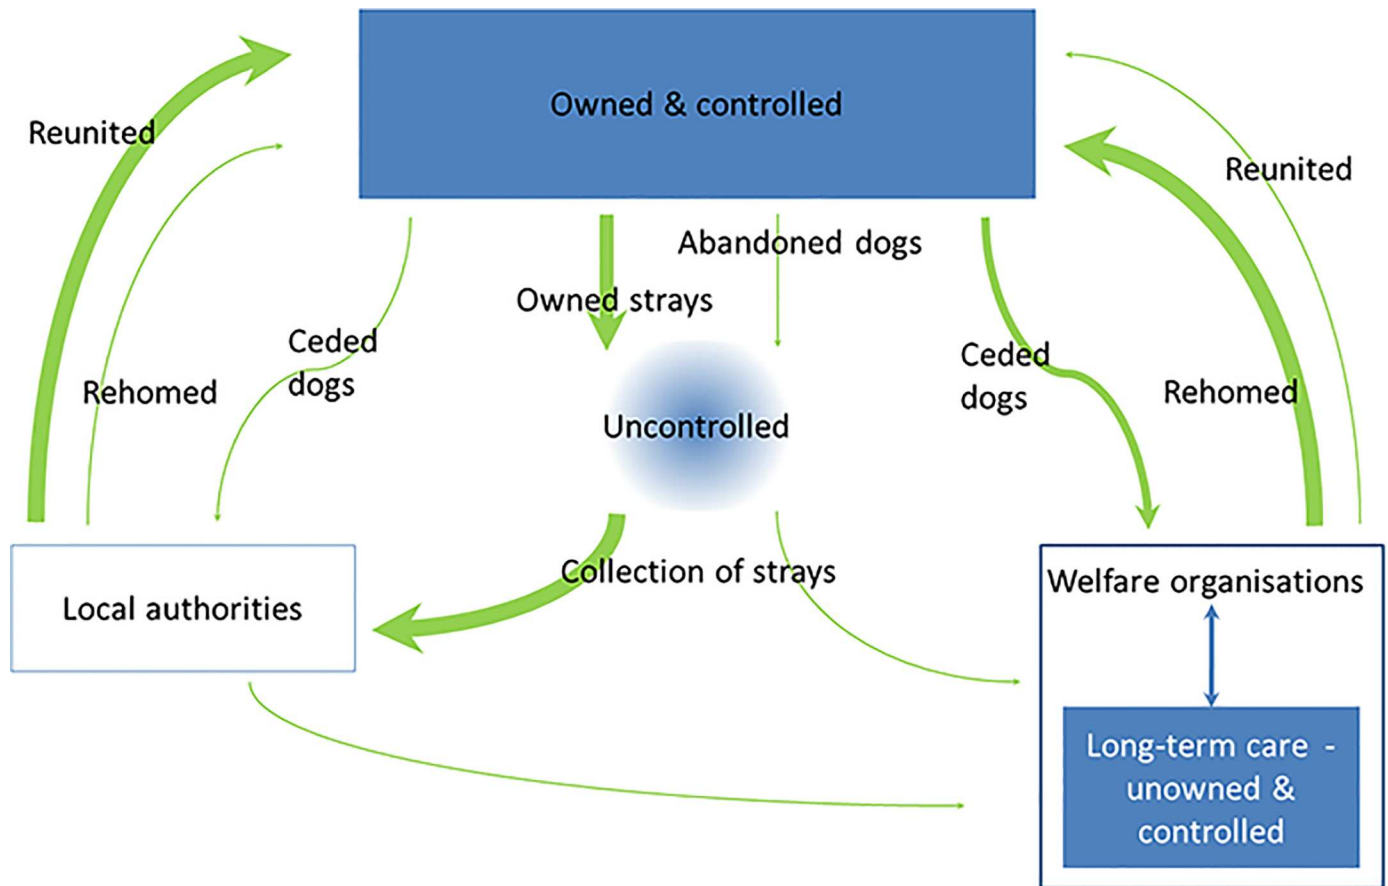 Owned & controlled
Reunited
Reunited
Abandoned dogs
Owned strays
Ceded
dogs
Ceded
dogs
Rehomed
Rehomed
Uncontrolled
Collection of strays
Local authorities
Welfare organisations
Long-term care -
unowned &
controlled